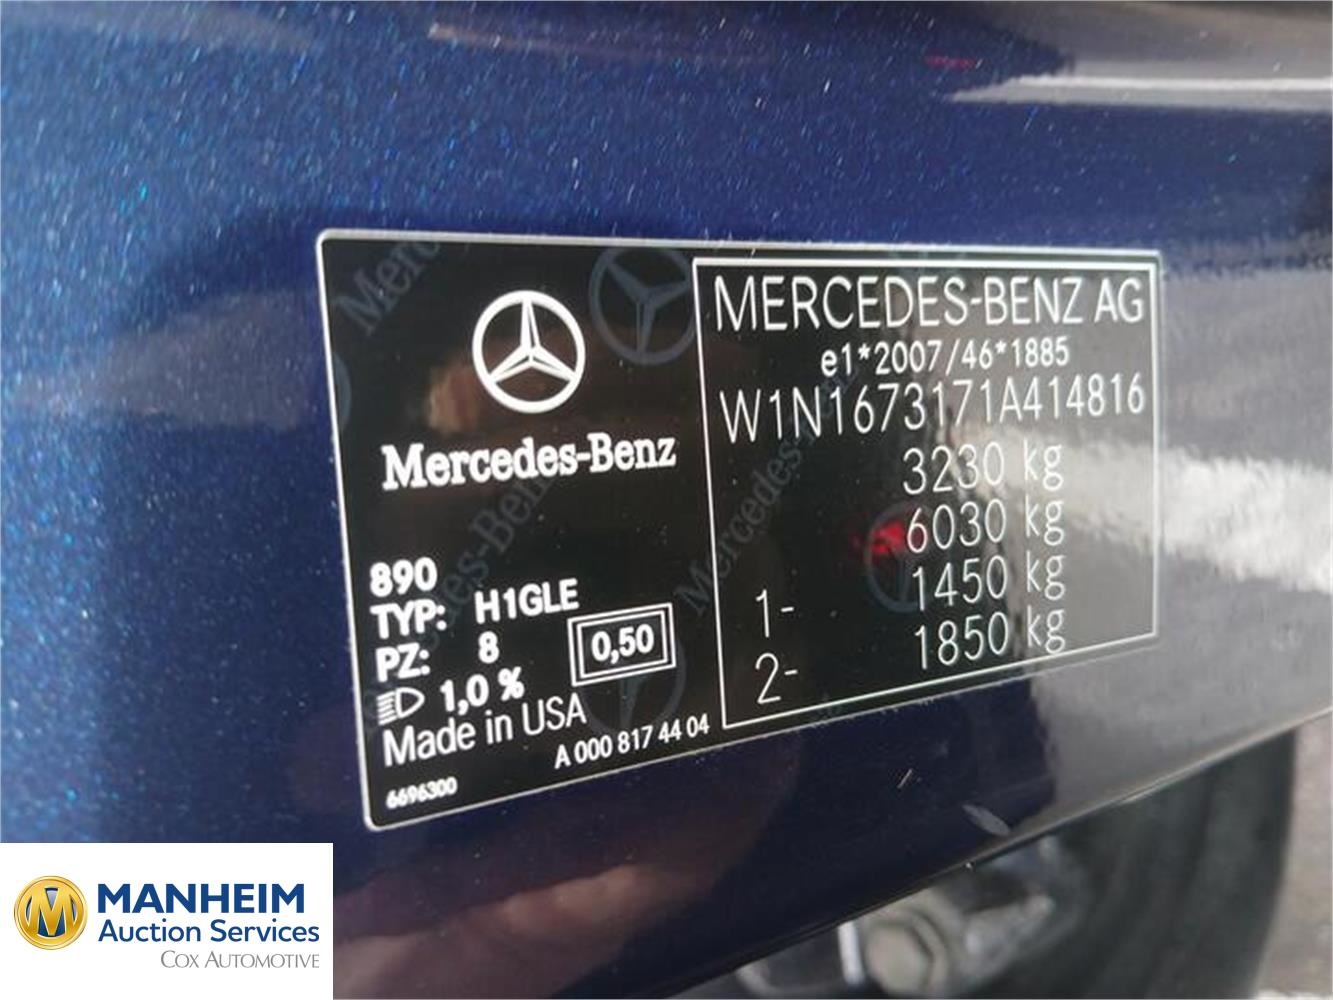 Mercedes-Benz
890
TYP: H1GLE
PZ: 8
1,0 %
0,50
Made in USA
A 000 817 44 04
6696300
MERCEDES-BENZ AG
e1*2007/46*1885
W1N1673171A414816
3230 kg
6030 kg
1- 1450 kg
2- 1850 kg
MANHEIM
Auction Services
COX AUTOMOTIVE